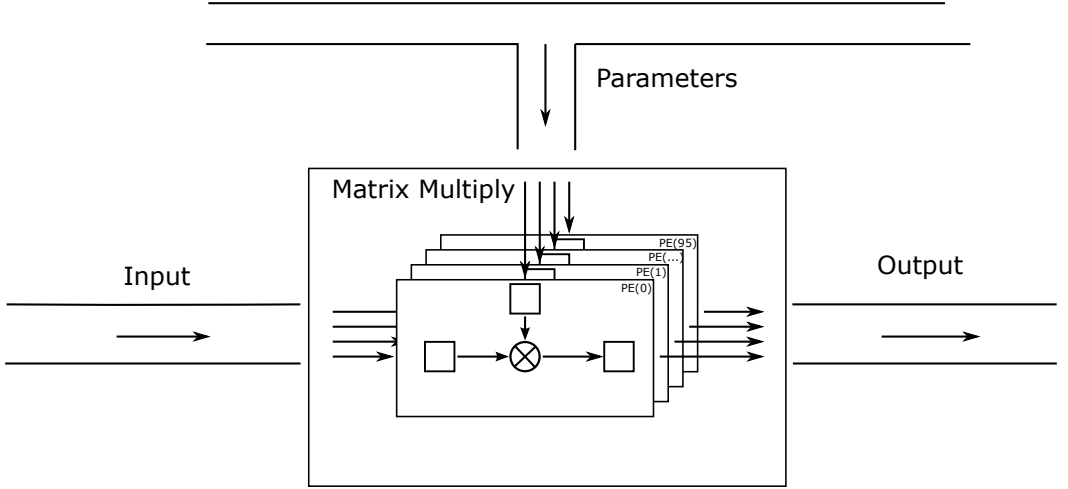 Parameters
Matrix Multiply
PE(95)
PE(...)
PE(1)
PE(0)
Input
Output